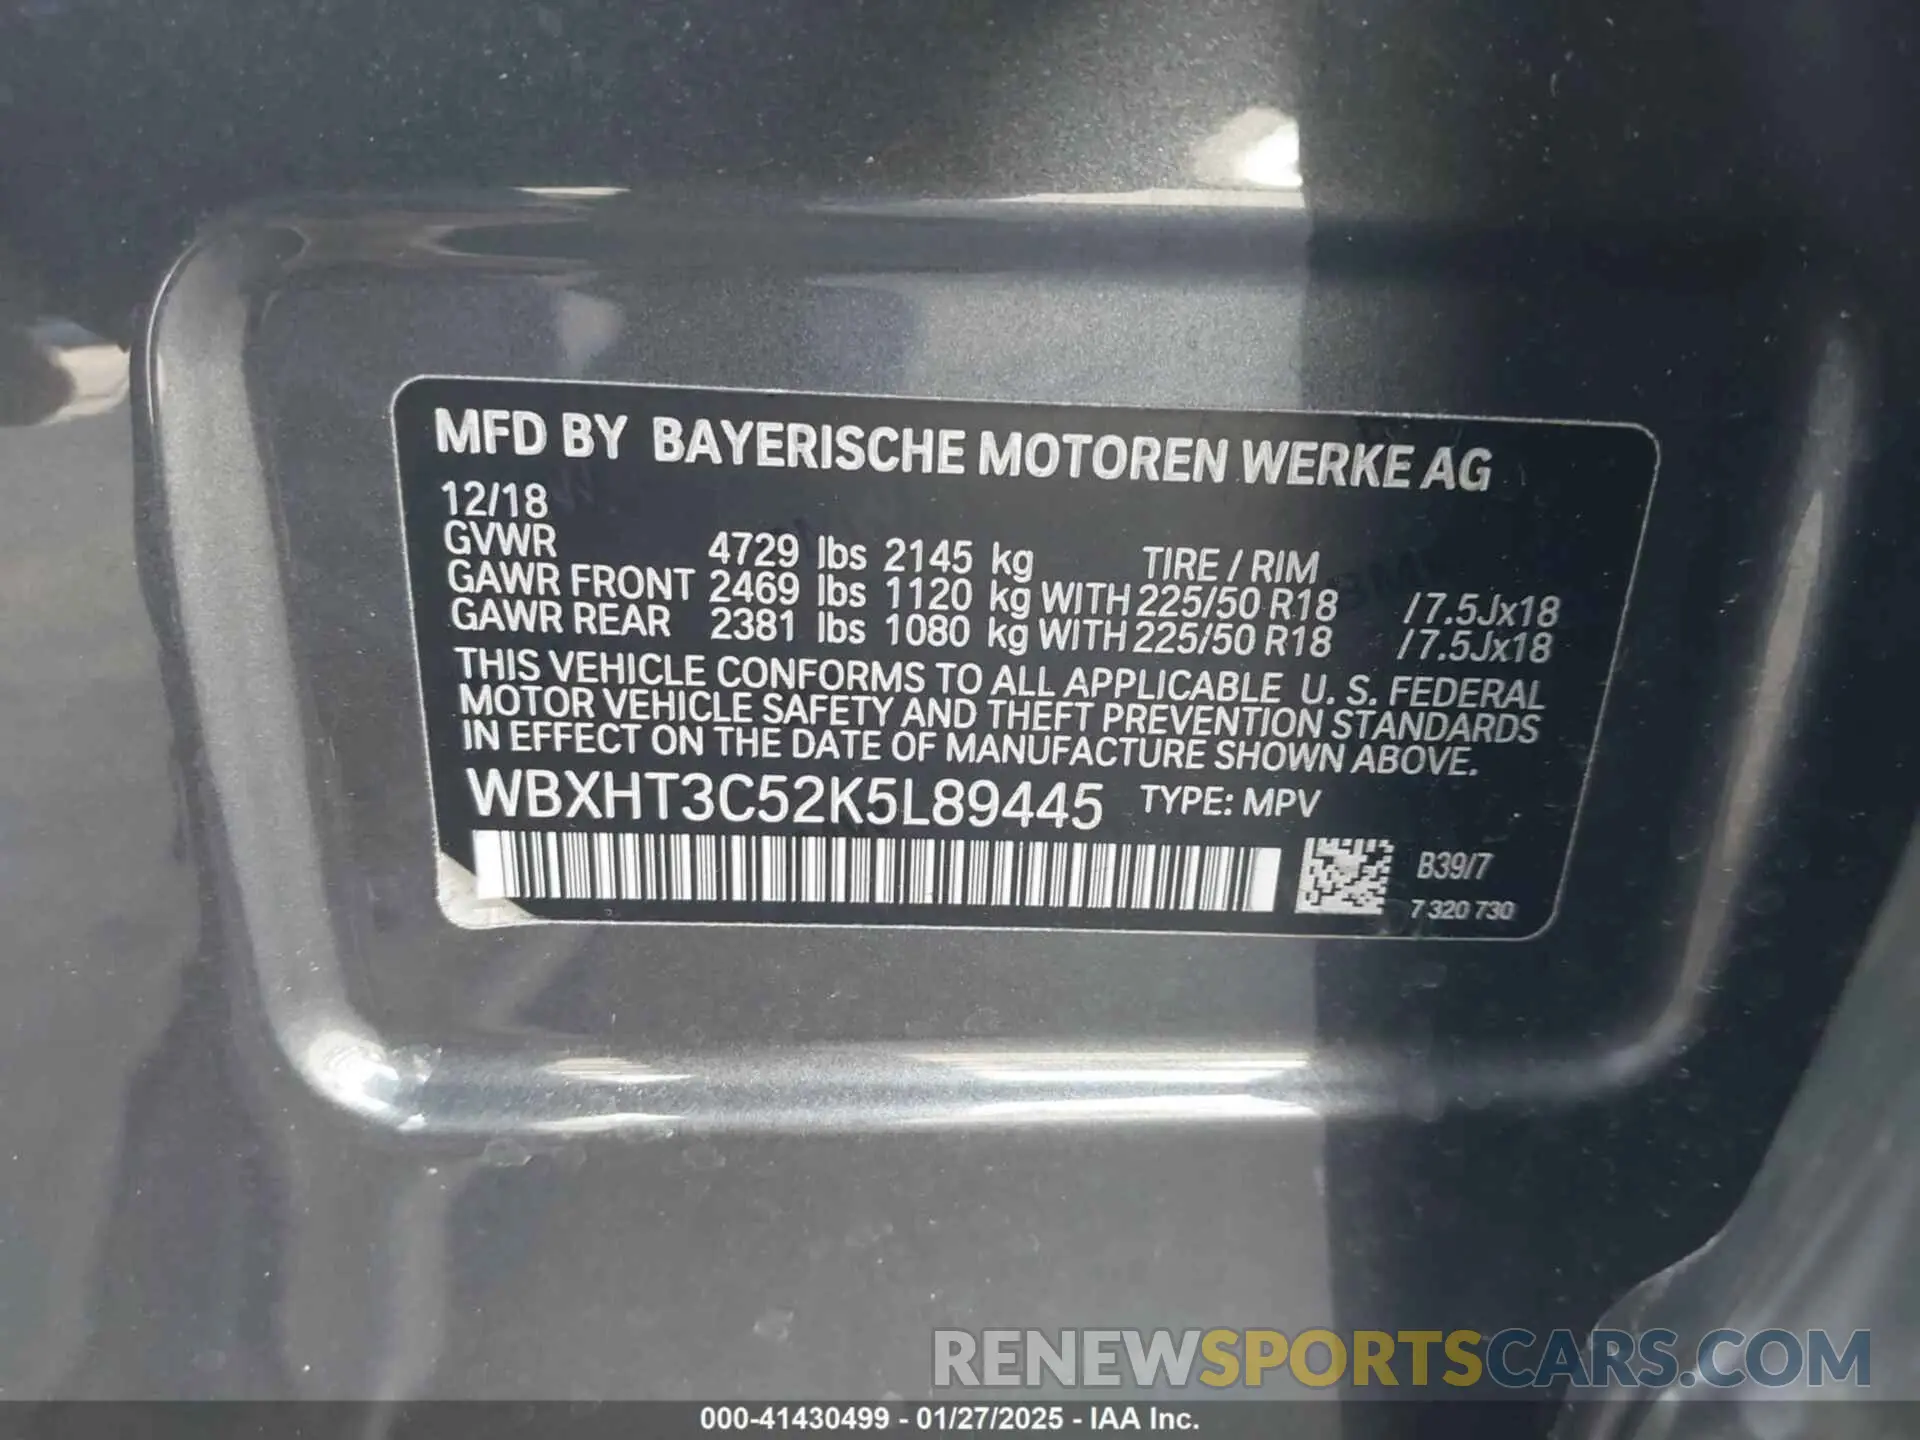 MFD BY BAYERISCHE MOTOREN WERKE AG
12/18
GVWR 4729 lbs 2145 kg TIRE / RIM
GAWR FRONT 2469 lbs 1120 kg WITH 225/50 R18 /7.5Jx18
GAWR REAR 2381 lbs 1080 kg WITH 225/50 R18 /7.5Jx18
THIS VEHICLE CONFORMS TO ALL APPLICABLE U. S. FEDERAL
MOTOR VEHICLE SAFETY AND THEFT PREVENTION STANDARDS
IN EFFECT ON THE DATE OF MANUFACTURE SHOWN ABOVE.
WBXHT3C52K5L89445 TYPE: MPV
B39/7
7 320 730
RENEWSPORTSCARS.COM
000-41430499 - 01/27/2025 - IAA Inc.